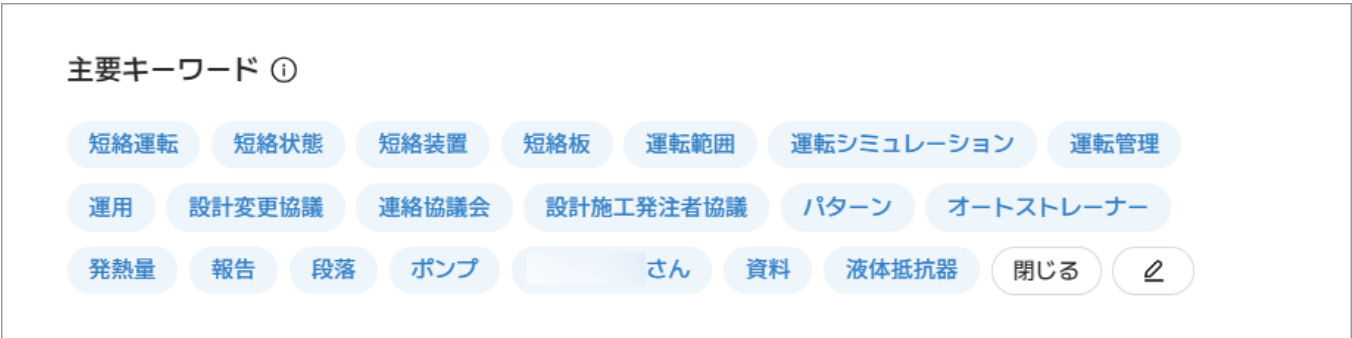 主要キーワード ⓘ
短絡運転 短絡状態 短絡装置 短絡板 運転範囲 運転シミュレーション 運転管理
運用 設計変更協議 連絡協議会 設計施工発注者協議 パターン オートストレーナー
発熱量 報告 段落 ポンプ さん 資料 液体抵抗器 閉じる